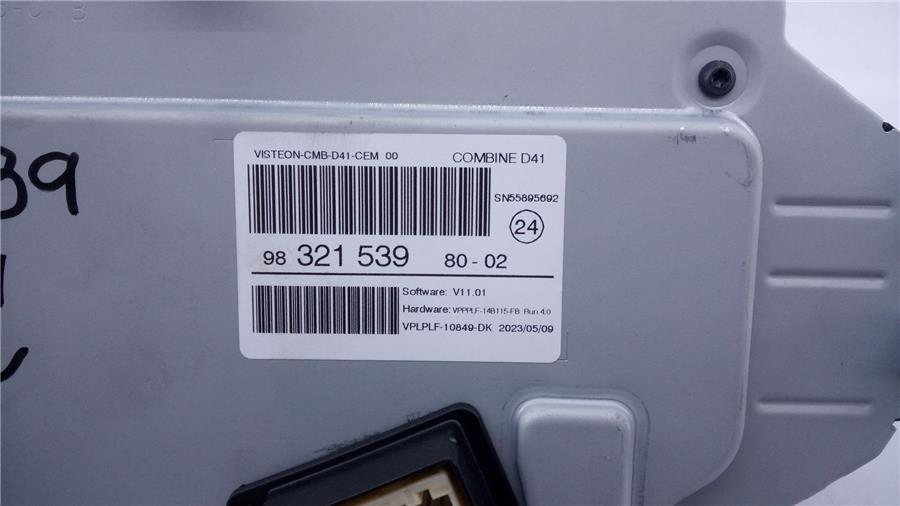 VISTEON-CMB-D41-CEM 00 COMBINE D41
SN55895692
24
98 321 539 80-02
Software: V11.01
Hardware: VPPPLF-14B115-FB Run 4.0
VPLPLF-10849-DK 2023/05/09
39